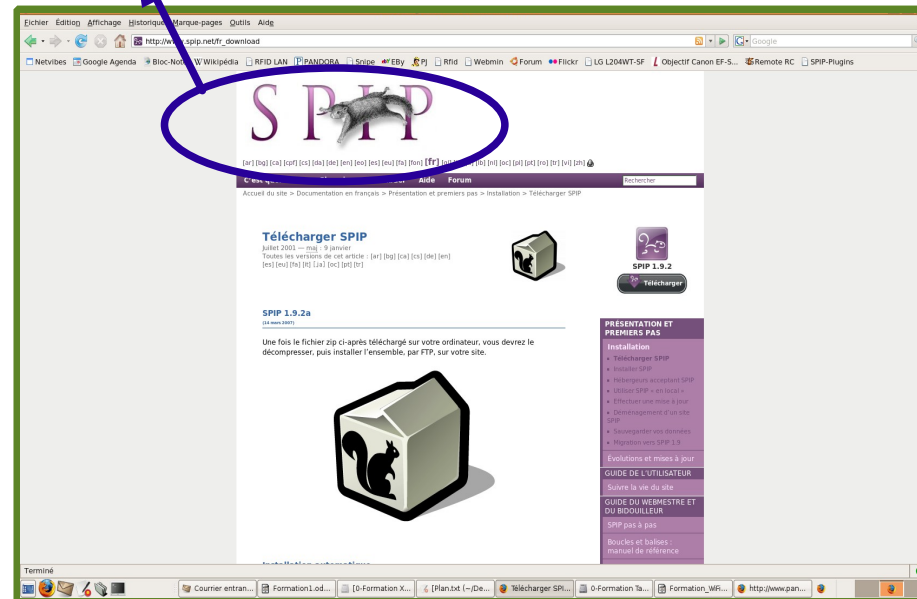 Fichier Édition Affichage Historique Marque-pages Outils Aide
http://www.spip.net/fr_download
Google
Netvibes Google Agenda Bloc-Notes Wikipédia RFID LAN PANDORA Snipe EBy PJ Rfid Webmin Forum Flickr LG L204WT-SF Objectif Canon EF-S... Remote RC SPIP-Plugins
SPIP
[ar] [bg] [ca] [cpf] [cs] [da] [de] [en] [eo] [es] [eu] [fa] [fon] [fr] [lb] [nl] [oc] [pl] [pt] [ro] [tr] [vi] [zh]
Aide Forum
Rechercher
Accueil du site > Documentation en français > Présentation et premiers pas > Installation > Télécharger SPIP
Télécharger SPIP
Juillet 2001 — maj : 9 janvier
Toutes les versions de cet article : [ar] [bg] [ca] [cs] [de] [en]
[es] [eu] [fa] [it] [ja] [oc] [pt] [tr]
SPIP 1.9.2
Télécharger
SPIP 1.9.2a
(14 mars 2007)
Une fois le fichier zip ci-après téléchargé sur votre ordinateur, vous devrez le
décompresser, puis installer l'ensemble, par FTP, sur votre site.
PRÉSENTATION ET
PREMIERS PAS
Installation
Télécharger SPIP
Installer SPIP
Hébergeurs acceptant SPIP
Utiliser SPIP « en local »
Effectuer une mise à jour
Déménagement d'un site
SPIP
Sauvegarder vos données
Migration vers SPIP 1.9
Évolutions et mises à jour
GUIDE DE L'UTILISATEUR
Suivre la vie du site
GUIDE DU WEBMESTRE ET
DU BIDOUILLEUR
SPIP pas à pas
Boucles et balises :
manuel de référence
Installation automatique
Terminé
Courrier entran... Formation1.od... [0-Formation X... [Plan.txt (~/De... Télécharger SPI... 0-Formation Ta... Formation_WiFi... http://www.pan...